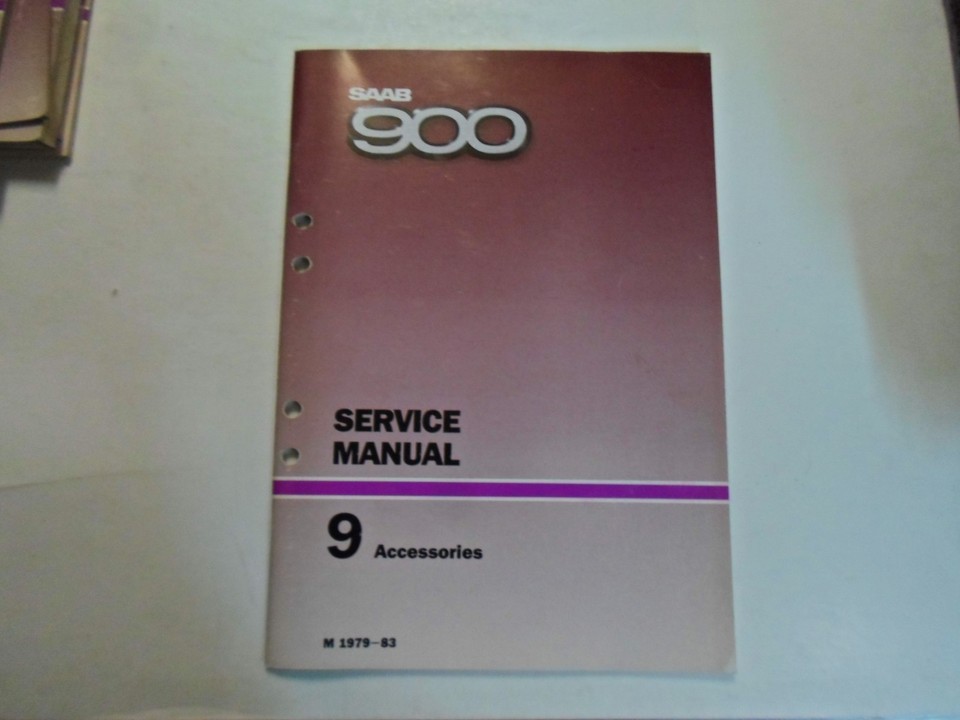 SAAB
900
SERVICE
MANUAL
9 Accessories
M 1979-83